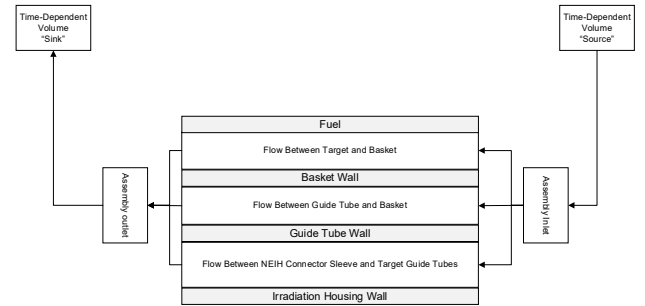 Time-Dependent
Volume
“Sink”
Time-Dependent
Volume
“Source”
Fuel
Flow Between Target and Basket
Basket Wall
Flow Between Guide Tube and Basket
Guide Tube Wall
Flow Between NEIH Connector Sleeve and Target Guide Tubes
Irradiation Housing Wall
Assembly outlet
Assembly Inlet